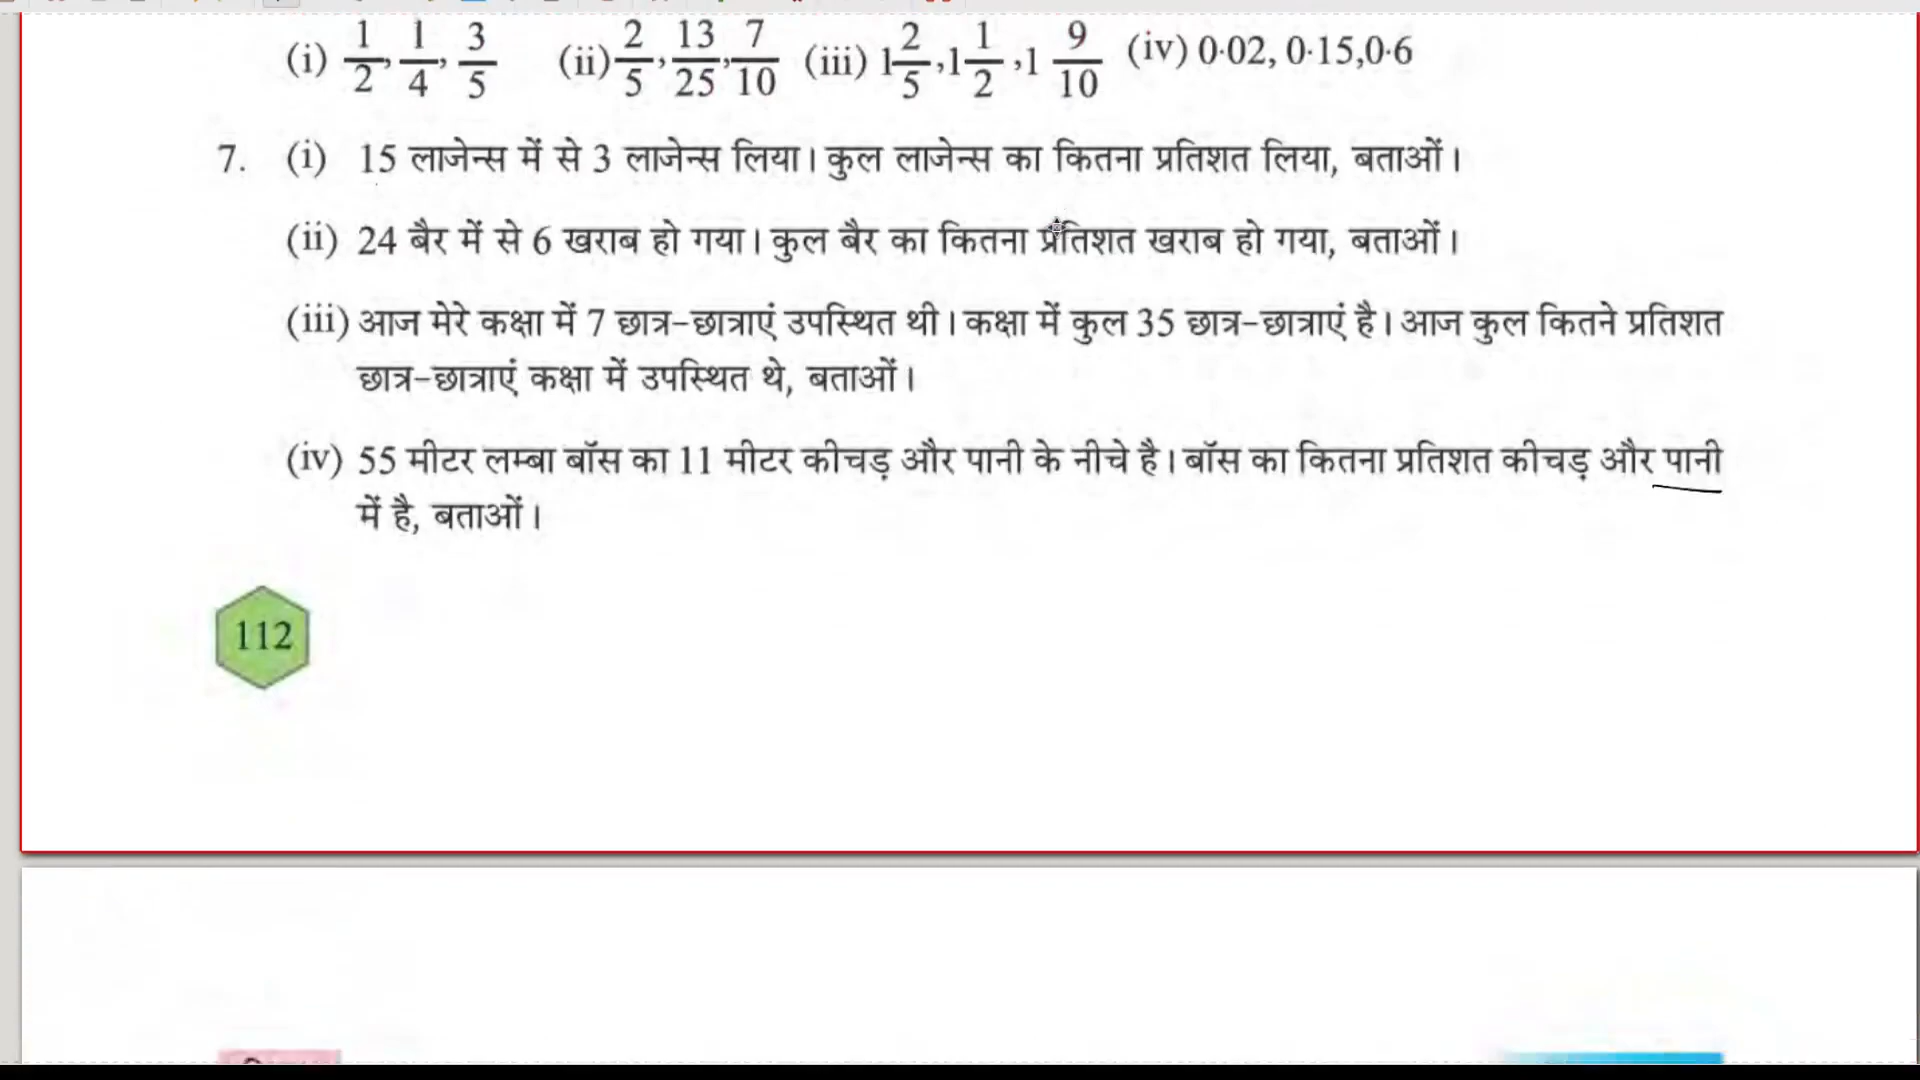 (i) 1/2, 1/4, 3/5 (ii) 2/5, 13/25, 7/10 (iii) 1 2/5, 1 1/2, 1 9/10 (iv) 0·02, 0·15,0·6
7. (i) 15 लाजेन्स में से 3 लाजेन्स लिया। कुल लाजेन्स का कितना प्रतिशत लिया, बताओं।
(ii) 24 बैर में से 6 खराब हो गया। कुल बैर का कितना प्रतिशत खराब हो गया, बताओं।
(iii) आज मेरे कक्षा में 7 छात्र-छात्राएं उपस्थित थी। कक्षा में कुल 35 छात्र-छात्राएं है। आज कुल कितने प्रतिशत
छात्र-छात्राएं कक्षा में उपस्थित थे, बताओं।
(iv) 55 मीटर लम्बा बॉस का 11 मीटर कीचड़ और पानी के नीचे है। बॉस का कितना प्रतिशत कीचड़ और पानी
में है, बताओं।
112